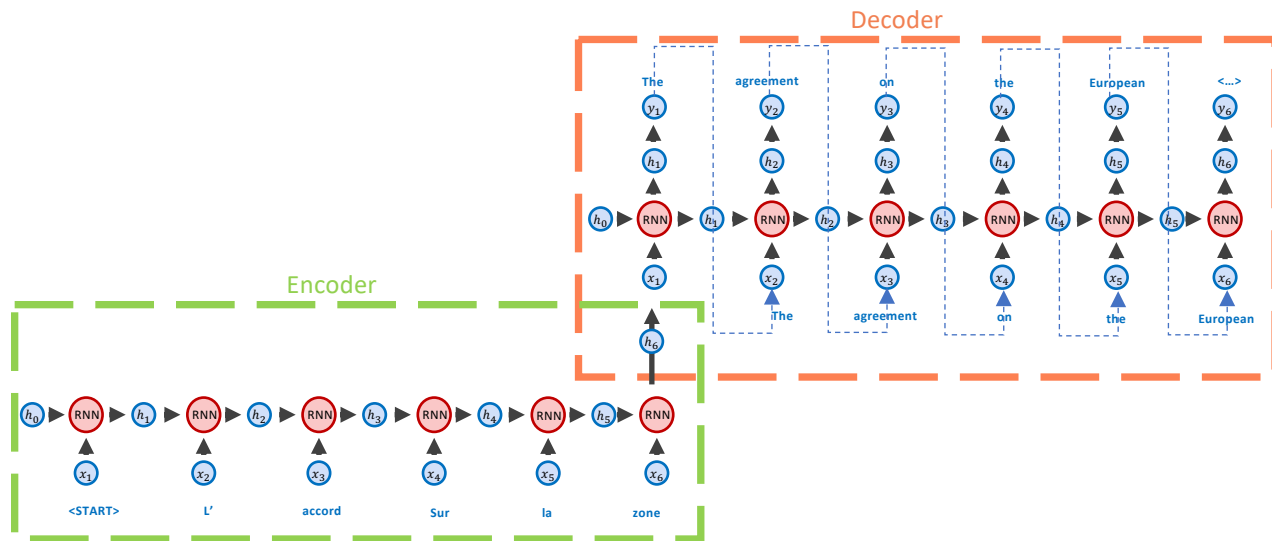 Decoder
The agreement on the European <...>
y₁ y₂ y₃ y₄ y₅ y₆
h₁ h₂ h₃ h₄ h₅ h₆
h₀ RNN h₁ RNN h₂ RNN h₃ RNN h₄ RNN h₅ RNN
x₁ x₂ x₃ x₄ x₅ x₆
The agreement on the European
Encoder
h₆
h₀ RNN h₁ RNN h₂ RNN h₃ RNN h₄ RNN h₅ RNN
x₁ x₂ x₃ x₄ x₅ x₆
<START> L' accord Sur la zone